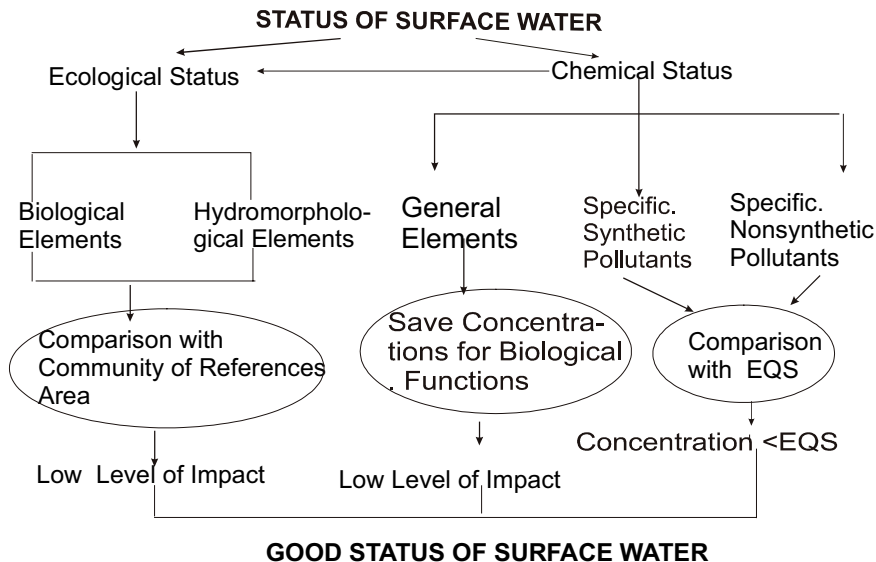 STATUS OF SURFACE WATER
Ecological Status
Chemical Status
Biological
Elements
Hydromorpholo-
gical Elements
General
Elements
Specific.
Synthetic
Pollutants
Specific.
Nonsynthetic
Pollutants
Comparison with
Community of References
Area
Save Concentra-
tions for Biological
. Functions
Comparison
with EQS
Concentration <EQS
Low Level of Impact
Low Level of Impact
GOOD STATUS OF SURFACE WATER